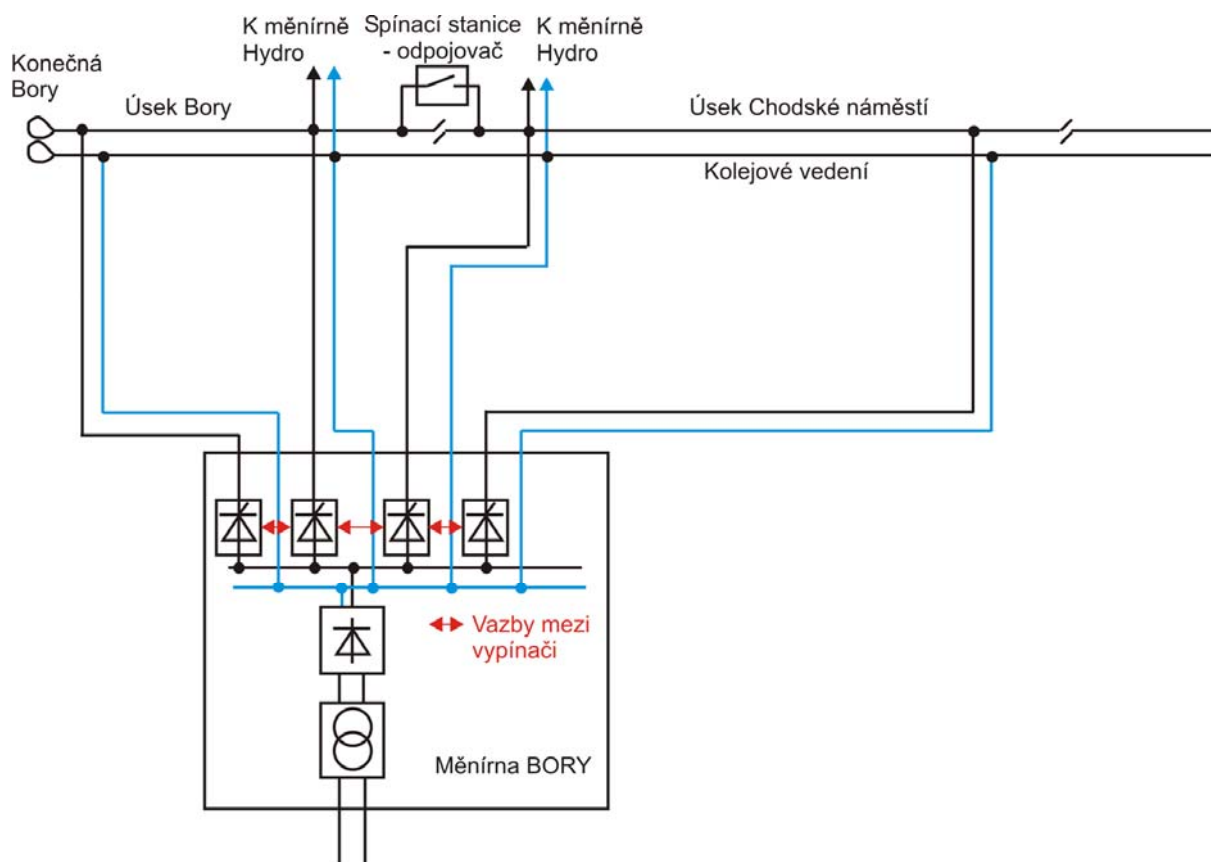 K měnírně
Hydro
Spínací stanice
- odpojovač
K měnírně
Hydro
Konečná
Bory
Úsek Bory
Úsek Chodské náměstí
Kolejové vedení
Vazby mezi
vypínači
Měnírna BORY